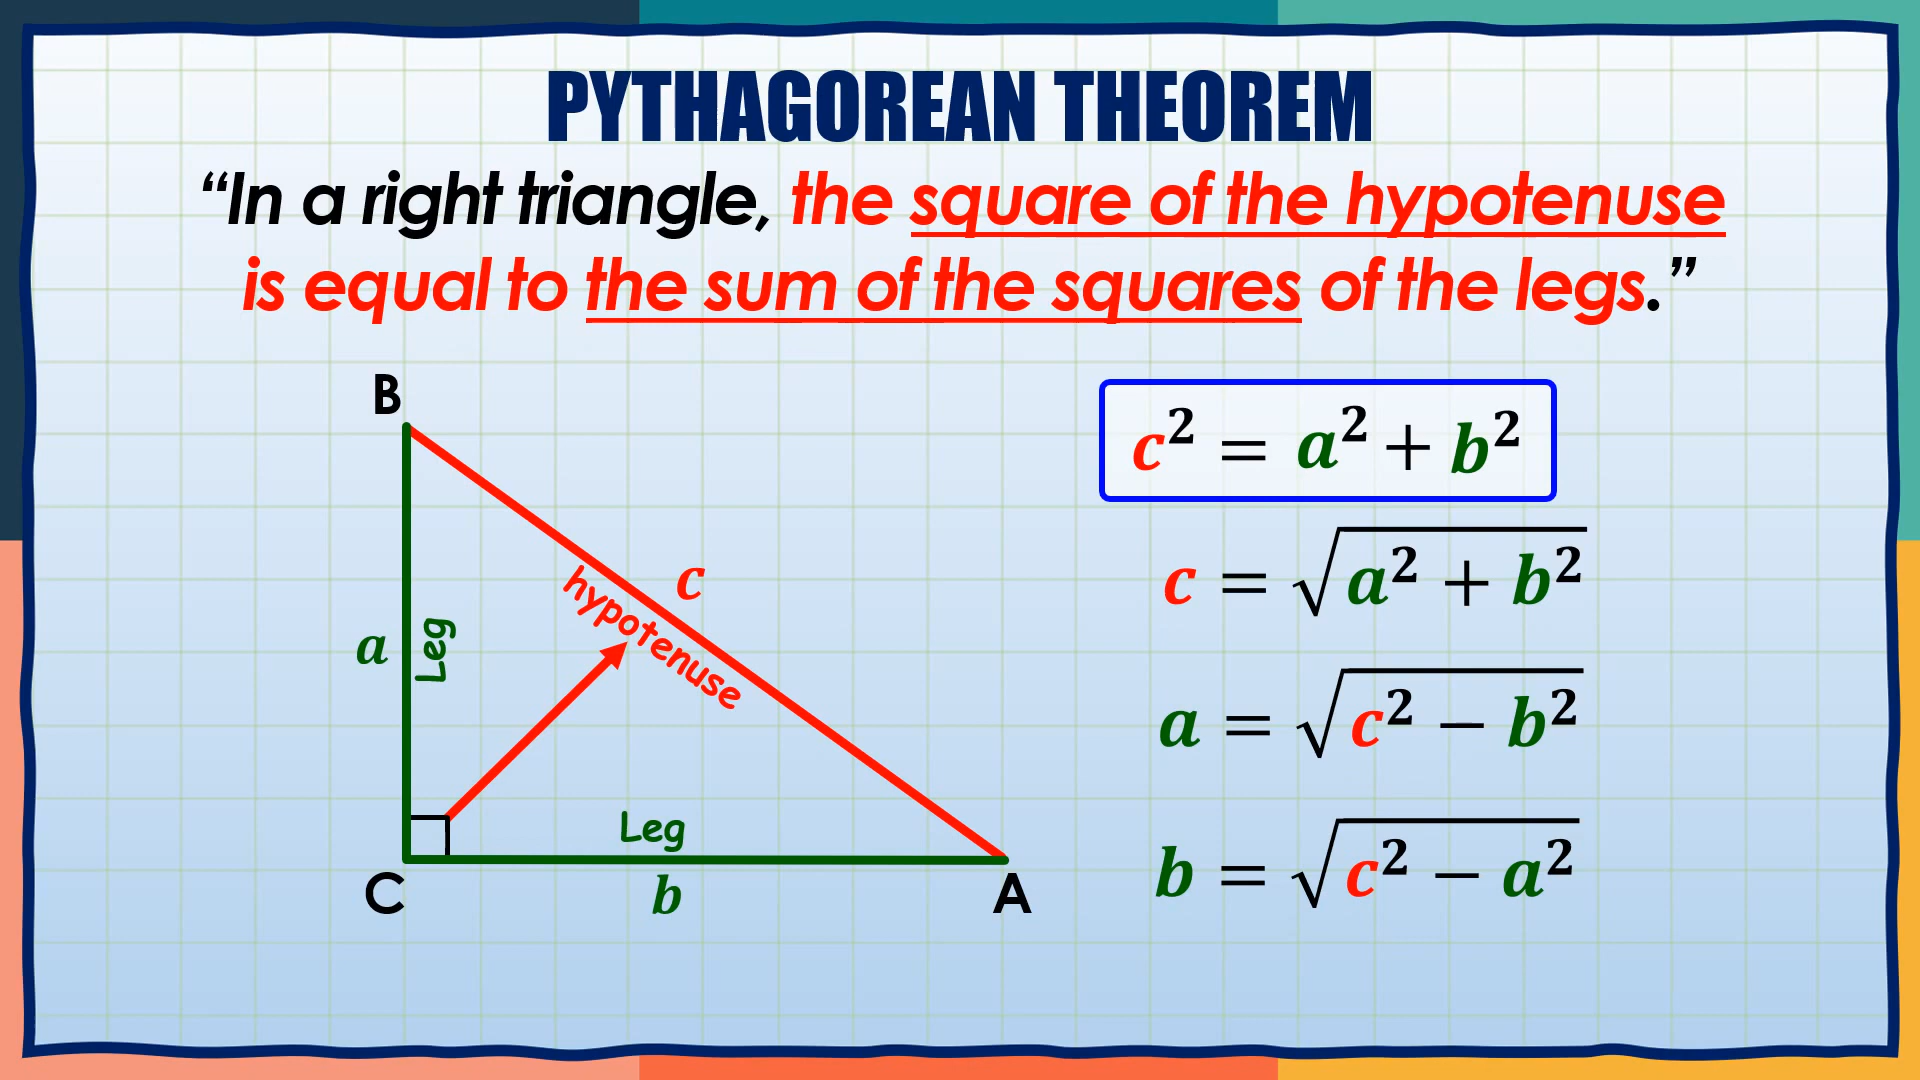 PYTHAGOREAN THEOREM
“In a right triangle, the square of the hypotenuse
is equal to the sum of the squares of the legs.”
B
c² = a² + b²
c = √(a² + b²)
c
hypotenuse
a
Leg
a = √(c² − b²)
Leg
b = √(c² − a²)
C
b
A